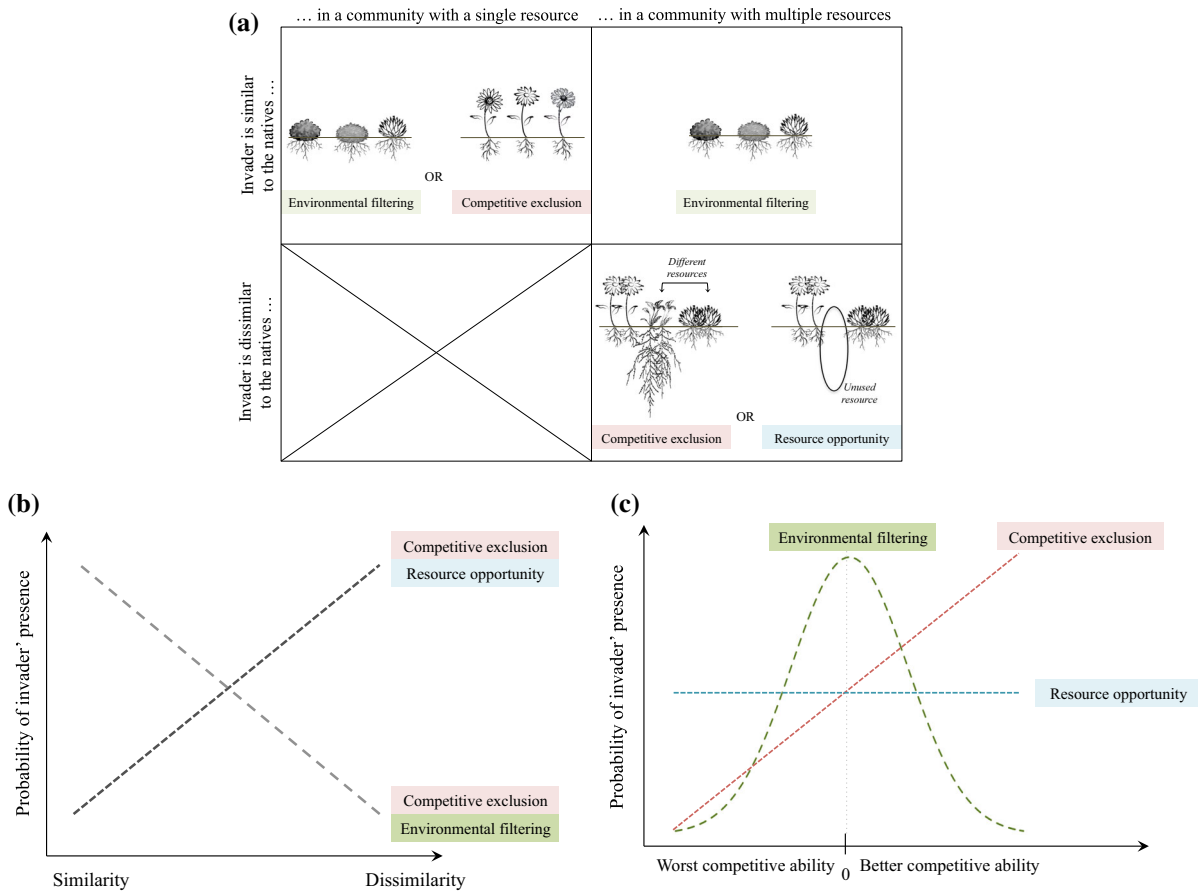 (a)
… in a community with a single resource
… in a community with multiple resources
Invader is similar
to the natives …
OR
Environmental filtering
Competitive exclusion
Environmental filtering
Invader is dissimilar
to the natives …
Different
resources
Unused
resource
OR
Competitive exclusion
Resource opportunity
(b)
Probability of invader' presence
Competitive exclusion
Resource opportunity
Competitive exclusion
Environmental filtering
Similarity
Dissimilarity
(c)
Probability of invader' presence
Environmental filtering
Competitive exclusion
Resource opportunity
Worst competitive ability
0
Better competitive ability